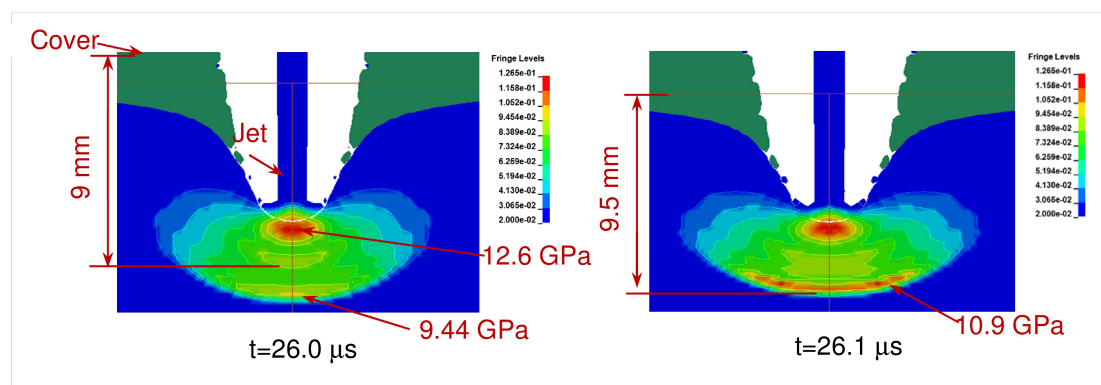 Cover
9 mm
Jet
12.6 GPa
9.44 GPa
t=26.0 μs
Fringe Levels
1.265e-01
1.158e-01
1.052e-01
9.454e-02
8.389e-02
7.324e-02
6.269e-02
5.194e-02
4.130e-02
3.065e-02
2.000e-02
9.5 mm
10.9 GPa
t=26.1 μs
Fringe Levels
1.265e-01
1.158e-01
1.052e-01
9.454e-02
8.389e-02
7.324e-02
6.259e-02
5.194e-02
4.130e-02
3.065e-02
2.000e-02